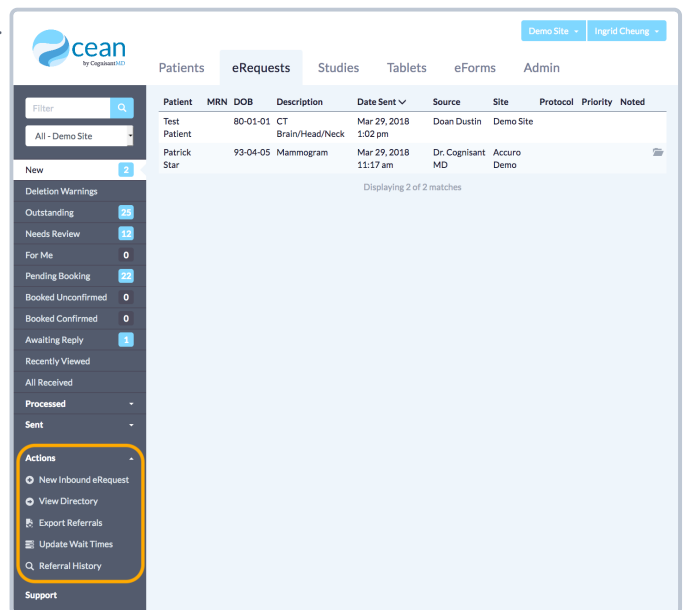 cean
by CognisantMD
Demo Site
Ingrid Cheung
Patients eRequests Studies Tablets eForms Admin
Filter
All - Demo Site
New 2
Deletion Warnings
Outstanding 25
Needs Review 12
For Me 0
Pending Booking 22
Booked Unconfirmed 0
Booked Confirmed 0
Awaiting Reply 1
Recently Viewed
All Received
Processed
Sent
Actions
New Inbound eRequest
View Directory
Export Referrals
Update Wait Times
Referral History
Support
Patient MRN DOB Description Date Sent Source Site Protocol Priority Noted
Test 80-01-01 CT Mar 29, 2018 Doan Dustin Demo Site
Patient Brain/Head/Neck 1:02 pm
Patrick 93-04-05 Mammogram Mar 29, 2018 Dr. Cognisant Accuro
Star 11:17 am MD Demo
Displaying 2 of 2 matches